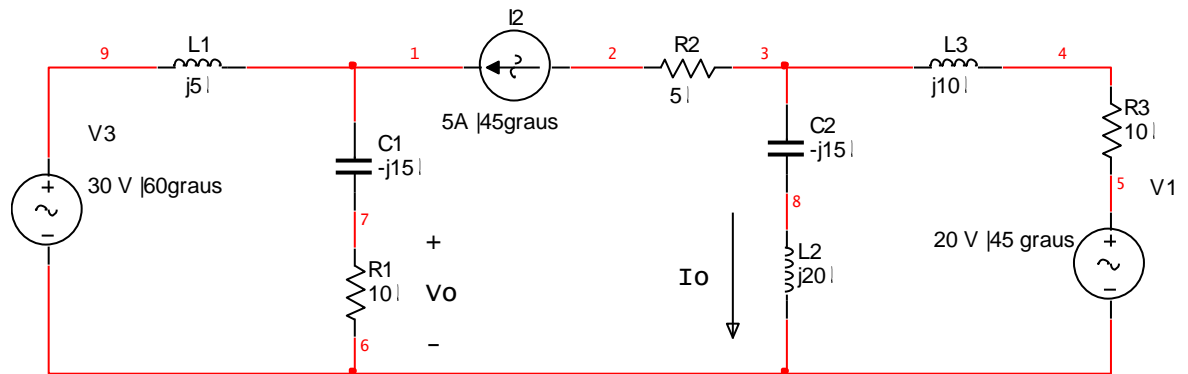 I2
9
L1
1
2
R2
3
L3
4
j5
5
j10
5A |45graus
V3
C1
-j15
C2
-j15
R3
10
30 V |60graus
5
V1
7
8
+
20 V |45 graus
R1
10
Vo
Io
L2
j20
6
-